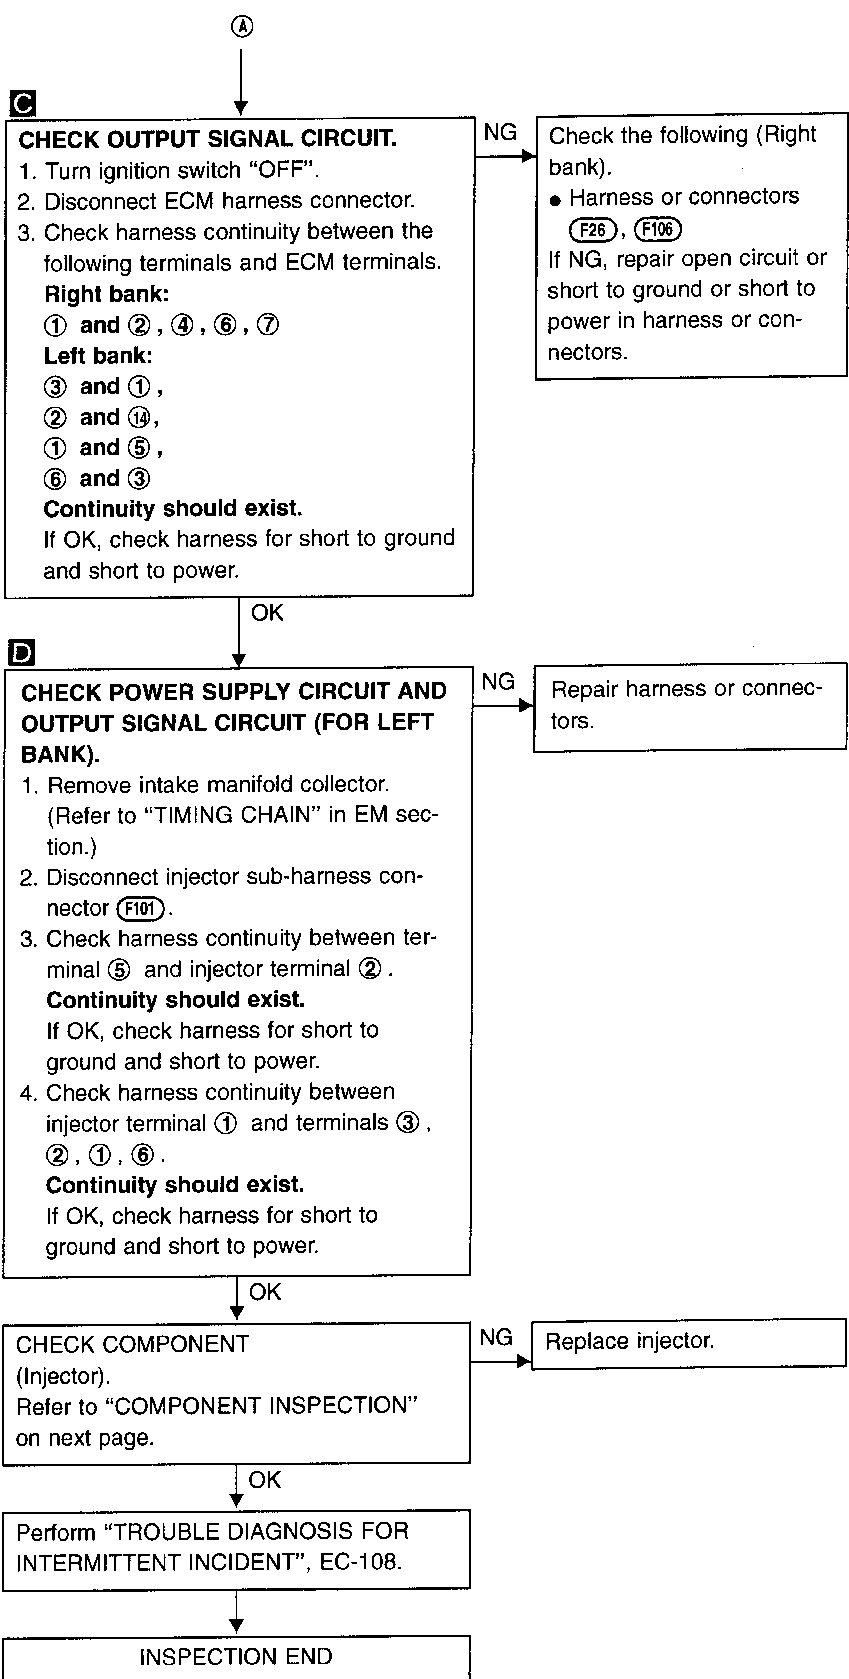 Ⓐ
C
CHECK OUTPUT SIGNAL CIRCUIT.
1. Turn ignition switch “OFF”.
2. Disconnect ECM harness connector.
3. Check harness continuity between the
following terminals and ECM terminals.
Right bank:
① and ②, ④, ⑥, ⑦
Left bank:
③ and ①,
② and ⑭,
① and ⑤,
⑥ and ③
Continuity should exist.
If OK, check harness for short to ground
and short to power.
NG
Check the following (Right
bank).
● Harness or connectors
F26, F106
If NG, repair open circuit or
short to ground or short to
power in harness or con-
nectors.
OK
D
CHECK POWER SUPPLY CIRCUIT AND
OUTPUT SIGNAL CIRCUIT (FOR LEFT
BANK).
1. Remove intake manifold collector.
(Refer to “TIMING CHAIN” in EM sec-
tion.)
2. Disconnect injector sub-harness con-
nector F101.
3. Check harness continuity between ter-
minal ⑤ and injector terminal ②.
Continuity should exist.
If OK, check harness for short to
ground and short to power.
4. Check harness continuity between
injector terminal ① and terminals ③,
②, ①, ⑥.
Continuity should exist.
If OK, check harness for short to
ground and short to power.
NG
Repair harness or connec-
tors.
OK
CHECK COMPONENT
(Injector).
Refer to “COMPONENT INSPECTION”
on next page.
NG
Replace injector.
OK
Perform “TROUBLE DIAGNOSIS FOR
INTERMITTENT INCIDENT”, EC-108.
INSPECTION END